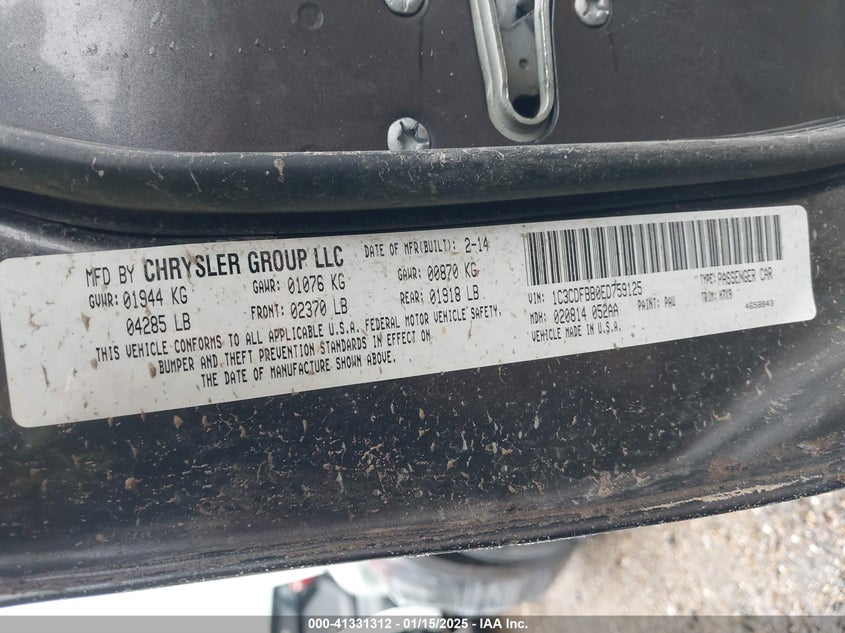 MFD BY CHRYSLER GROUP LLC
DATE OF MFR(BUILT): 2-14
GVWR: 01944 KG
GAWR: 01076 KG
GAWR: 00870 KG
04285 LB
FRONT: 02370 LB
REAR: 01918 LB
THIS VEHICLE CONFORMS TO ALL APPLICABLE U.S.A. FEDERAL MOTOR VEHICLE SAFETY,
BUMPER AND THEFT PREVENTION STANDARDS IN EFFECT ON
THE DATE OF MANUFACTURE SHOWN ABOVE.
VIN: 1C3CDFBB0ED759125
TYPE: PASSENGER CAR
MDH: 020814 052AA
PAINT: PAU
TRIM: H7X9
VEHICLE MADE IN U.S.A.
4658843
000-41331312 - 01/15/2025 - IAA Inc.